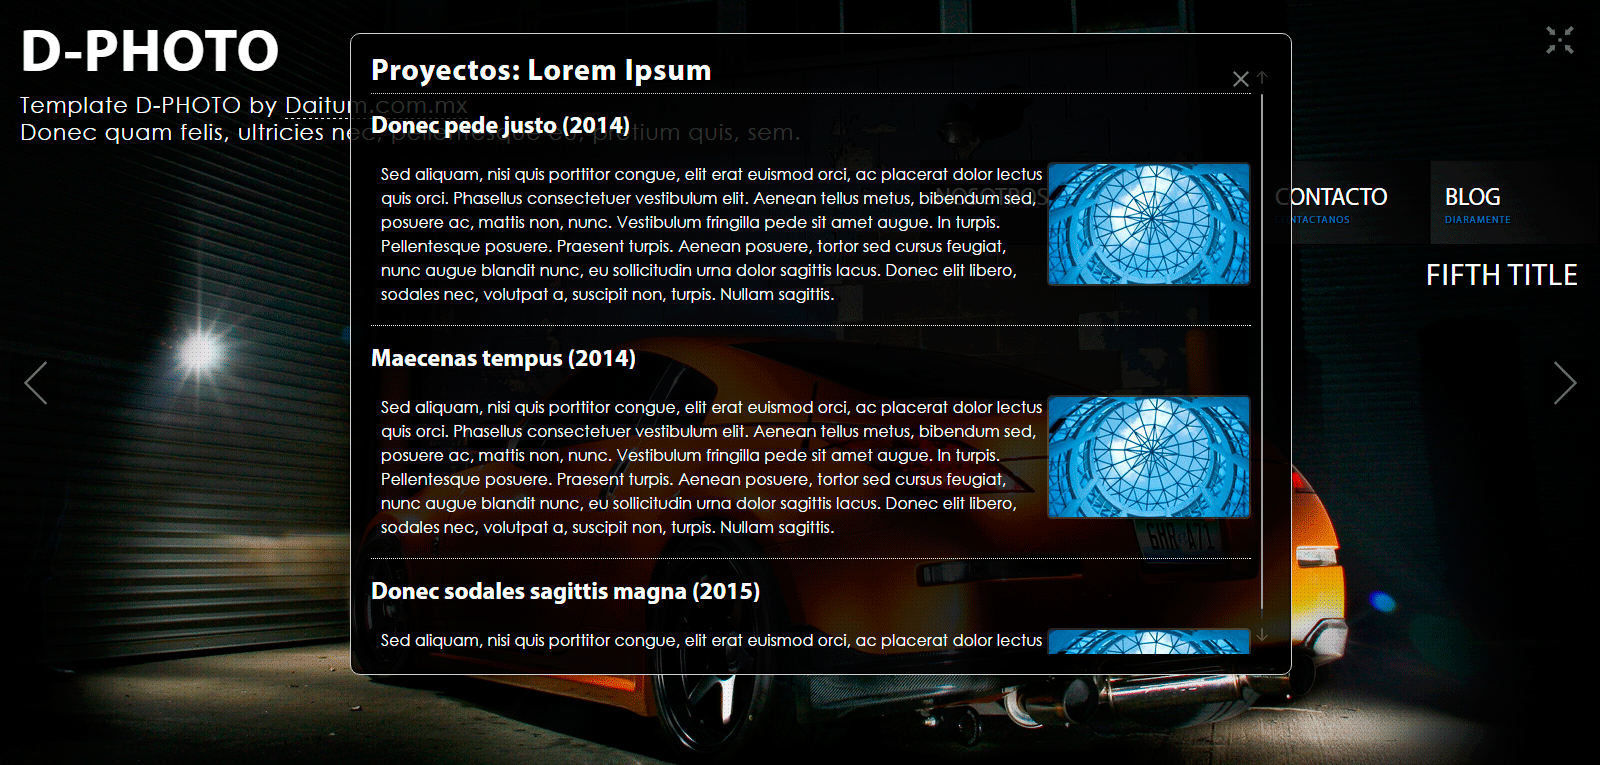 D-PHOTO
Template D-PHOTO by Daitum.com.mx
Donec quam felis, ultricies nec, pellentesque eu, pretium quis, sem.
Proyectos: Lorem Ipsum
Donec pede justo (2014)
Sed aliquam, nisi quis porttitor congue, elit erat euismod orci, ac placerat dolor lectus
quis orci. Phasellus consectetuer vestibulum elit. Aenean tellus metus, bibendum sed,
posuere ac, mattis non, nunc. Vestibulum fringilla pede sit amet augue. In turpis.
Pellentesque posuere. Praesent turpis. Aenean posuere, tortor sed cursus feugiat,
nunc augue blandit nunc, eu sollicitudin urna dolor sagittis lacus. Donec elit libero,
sodales nec, volutpat a, suscipit non, turpis. Nullam sagittis.
Maecenas tempus (2014)
Sed aliquam, nisi quis porttitor congue, elit erat euismod orci, ac placerat dolor lectus
quis orci. Phasellus consectetuer vestibulum elit. Aenean tellus metus, bibendum sed,
posuere ac, mattis non, nunc. Vestibulum fringilla pede sit amet augue. In turpis.
Pellentesque posuere. Praesent turpis. Aenean posuere, tortor sed cursus feugiat,
nunc augue blandit nunc, eu sollicitudin urna dolor sagittis lacus. Donec elit libero,
sodales nec, volutpat a, suscipit non, turpis. Nullam sagittis.
Donec sodales sagittis magna (2015)
Sed aliquam, nisi quis porttitor congue, elit erat euismod orci, ac placerat dolor lectus
NOSOTROS
CONTACTO
CONTACTANOS
BLOG
DIARAMENTE
FIFTH TITLE